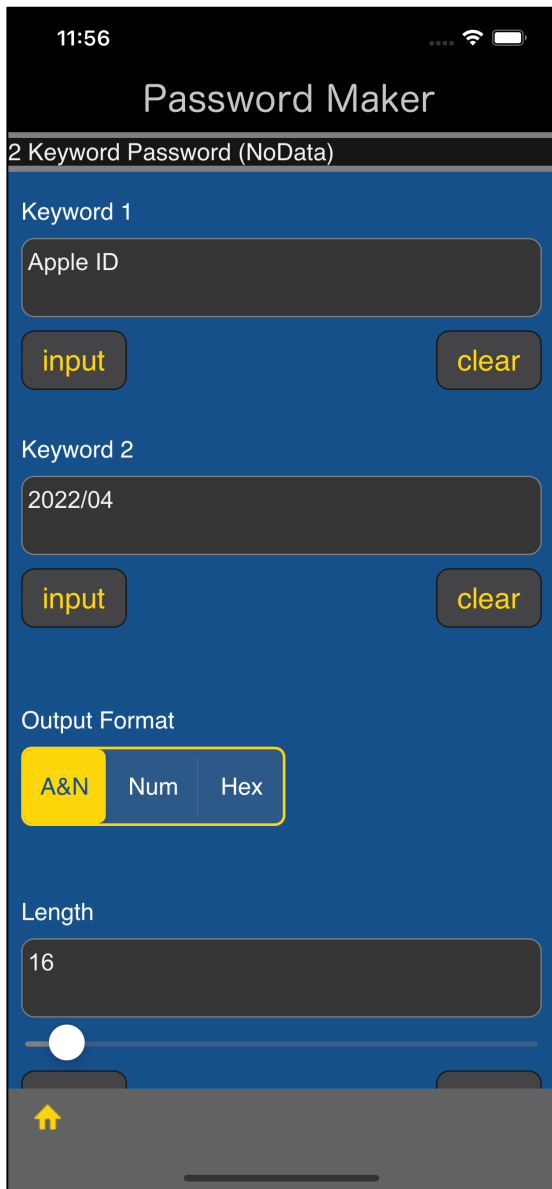 11:56
Password Maker
2 Keyword Password (NoData)
Keyword 1
Apple ID
input clear
Keyword 2
2022/04
input clear
Output Format
A&N Num Hex
Length
16